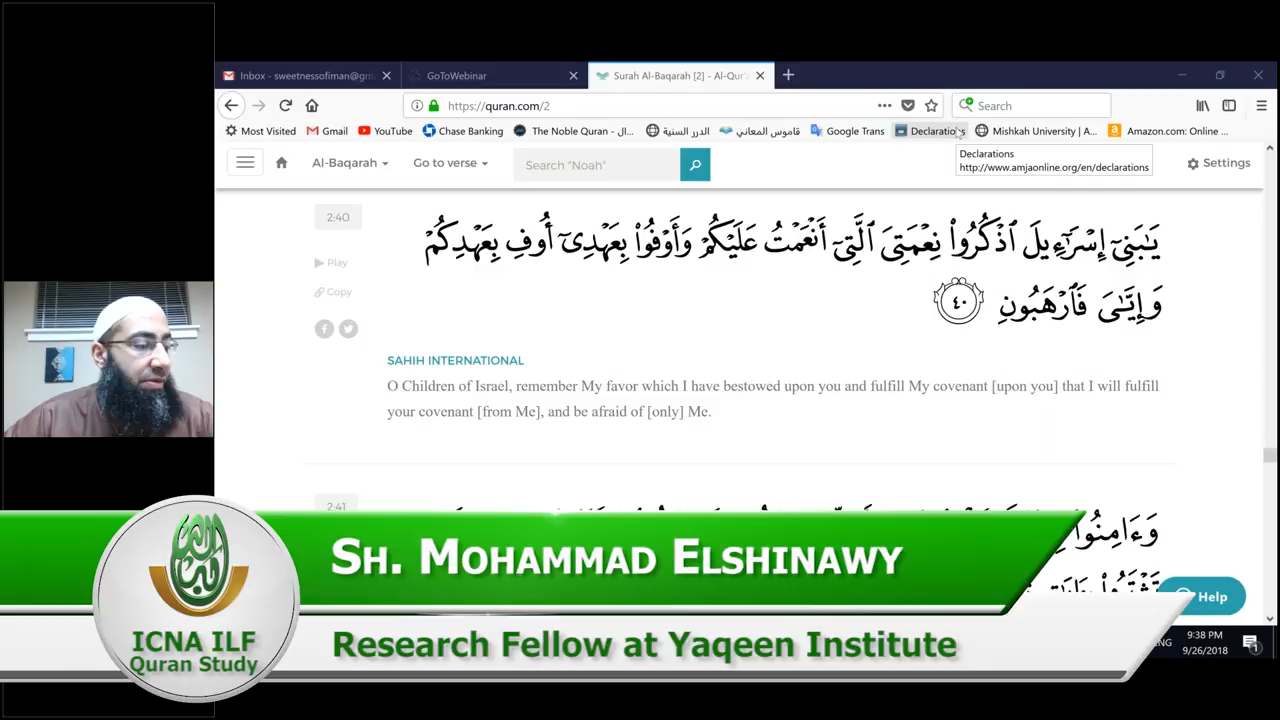 Inbox - sweetnessofiman@gm
GoToWebinar
Surah Al-Baqarah [2] - Al-Qur'
https://quran.com/2
Search
Most Visited
Gmail
YouTube
Chase Banking
The Noble Quran - ال...
الدرر السنية
قاموس المعاني
Google Trans
Declarations
Mishkah University | A...
Amazon.com: Online ...
Declarations
http://www.amjaonline.org/en/declarations
Al-Baqarah
Go to verse
Search "Noah"
Settings
2:40
Play
Copy
يَـٰبَنِىٓ إِسْرَٰٓءِيلَ ٱذْكُرُوا۟ نِعْمَتِىَ ٱلَّتِىٓ أَنْعَمْتُ عَلَيْكُمْ وَأَوْفُوا۟ بِعَهْدِىٓ أُوفِ بِعَهْدِكُمْ
وَإِيَّـٰىَ فَٱرْهَبُونِ ٤٠
SAHIH INTERNATIONAL
O Children of Israel, remember My favor which I have bestowed upon you and fulfill My covenant [upon you] that I will fulfill
your covenant [from Me], and be afraid of [only] Me.
2:41
وَءَامِنُوا۟
Help
SH. MOHAMMAD ELSHINAWY
ICNA ILF
Quran Study
Research Fellow at Yaqeen Institute
ENG
9:38 PM
9/26/2018
1